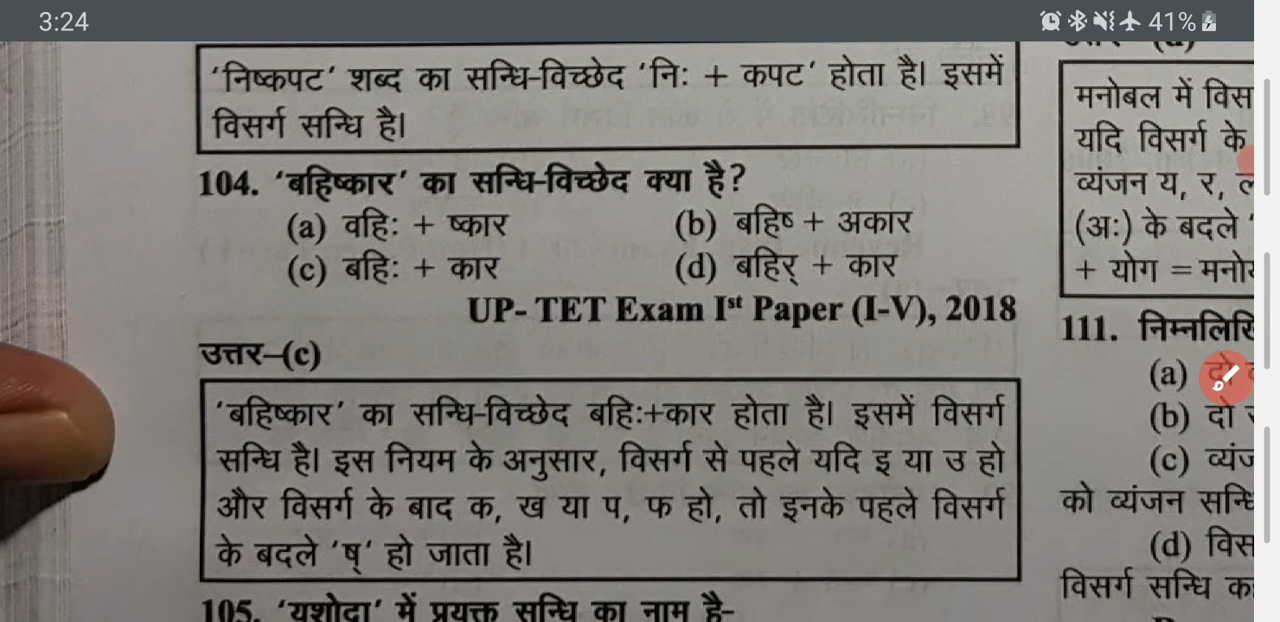 3:24
41%
'निष्कपट' शब्द का सन्धि-विच्छेद 'नि: + कपट' होता है। इसमें
विसर्ग सन्धि है।
104. 'बहिष्कार' का सन्धि-विच्छेद क्या है?
(a) वहि: + ष्कार (b) बहिष + अकार
(c) बहि: + कार (d) बहिर् + कार
UP- TET Exam Ist Paper (I-V), 2018
उत्तर–(c)
'बहिष्कार' का सन्धि-विच्छेद बहि:+कार होता है। इसमें विसर्ग
सन्धि है। इस नियम के अनुसार, विसर्ग से पहले यदि इ या उ हो
और विसर्ग के बाद क, ख या प, फ हो, तो इनके पहले विसर्ग
के बदले 'ष्' हो जाता है।
105. 'यशोदा' में प्रयुक्त सन्धि का नाम है-
मनोबल में विस
यदि विसर्ग के
व्यंजन य, र,
(अ:) के बदले
+ योग = मनो
111.
(a)
(b) दो
(c) व्यंज
को व्यंजन सन्धि
(d) विस
विसर्ग सन्धि